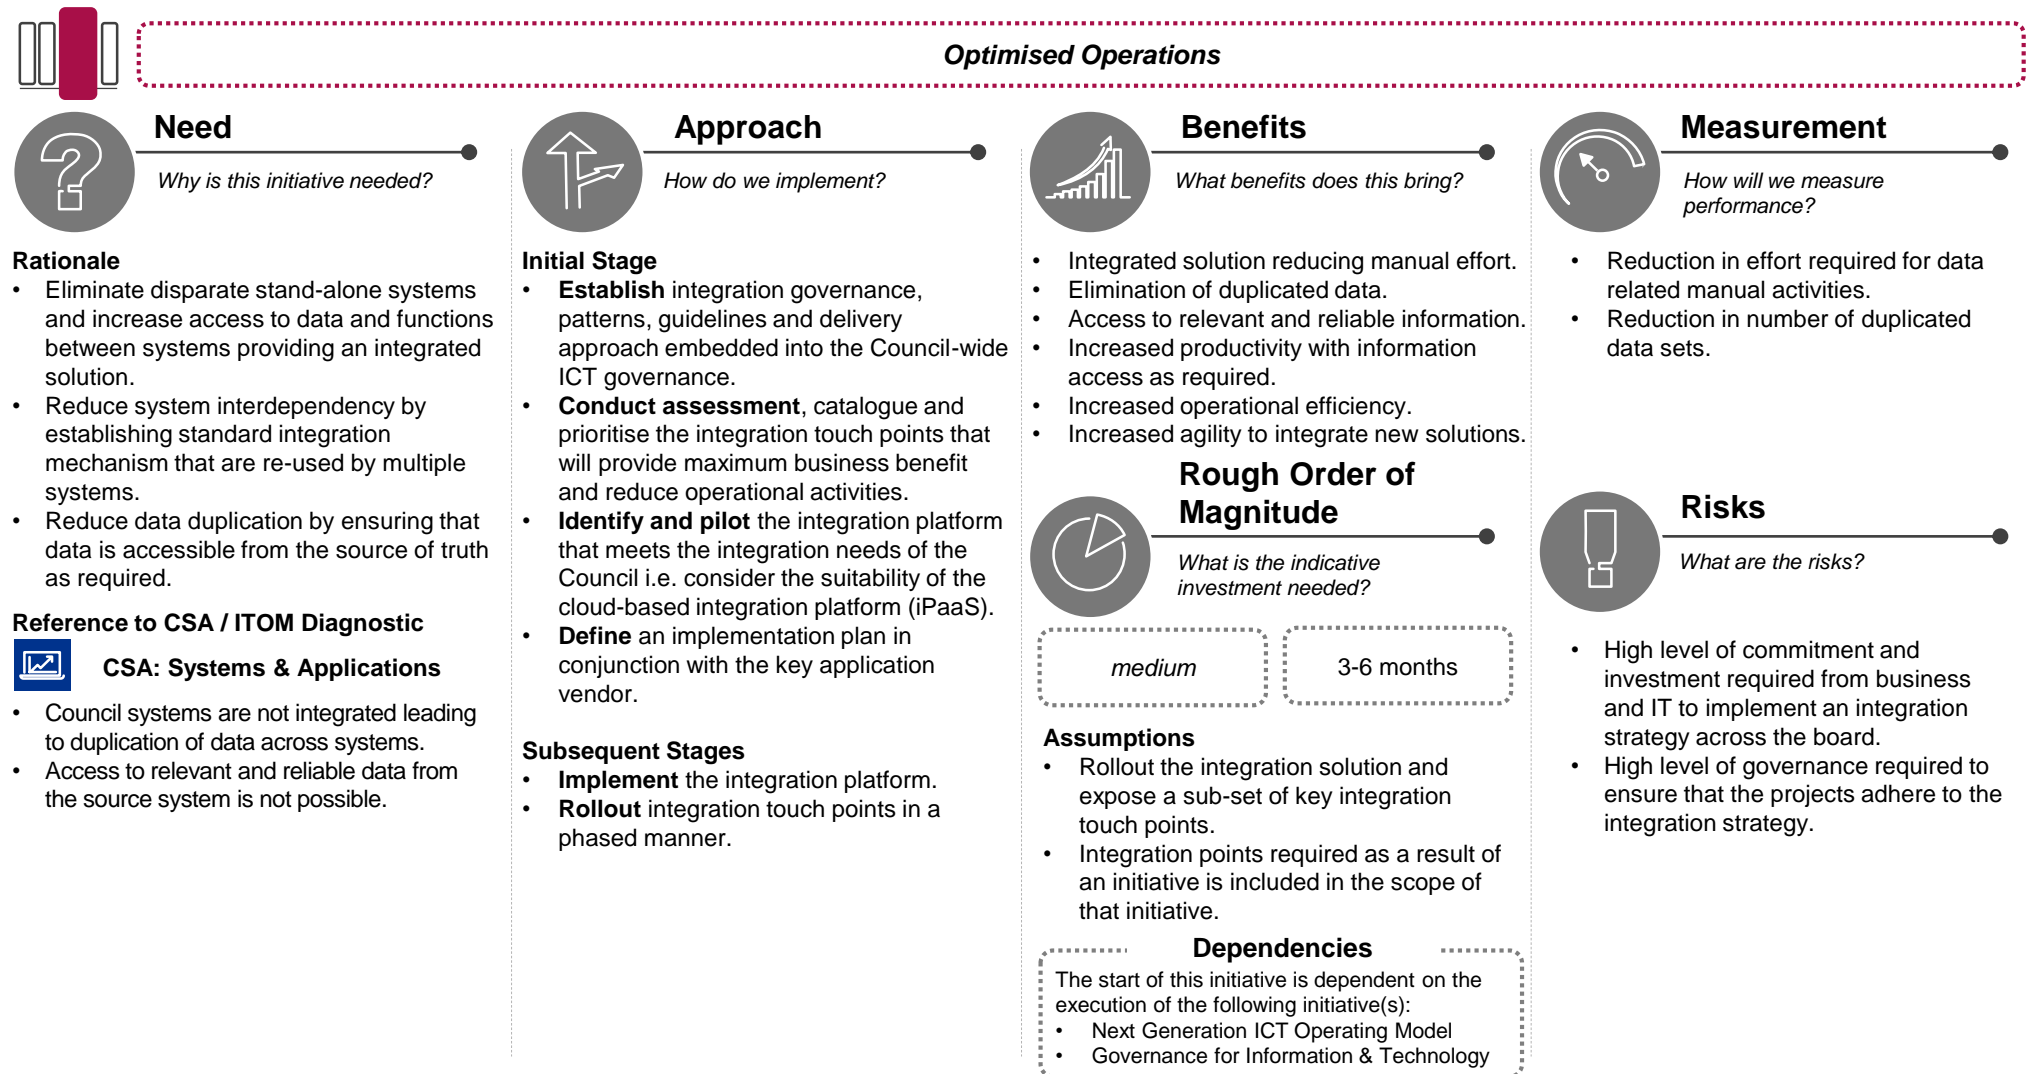 Optimised Operations
Need
Why is this initiative needed?
Rationale
• Eliminate disparate stand-alone systems
and increase access to data and functions
between systems providing an integrated
solution.
• Reduce system interdependency by
establishing standard integration
mechanism that are re-used by multiple
systems.
• Reduce data duplication by ensuring that
data is accessible from the source of truth
as required.
Reference to CSA / ITOM Diagnostic
CSA: Systems & Applications
• Council systems are not integrated leading
to duplication of data across systems.
• Access to relevant and reliable data from
the source system is not possible.
Approach
How do we implement?
Initial Stage
• Establish integration governance,
patterns, guidelines and delivery
approach embedded into the Council-wide
ICT governance.
• Conduct assessment, catalogue and
prioritise the integration touch points that
will provide maximum business benefit
and reduce operational activities.
• Identify and pilot the integration platform
that meets the integration needs of the
Council i.e. consider the suitability of the
cloud-based integration platform (iPaaS).
• Define an implementation plan in
conjunction with the key application
vendor.
Subsequent Stages
• Implement the integration platform.
• Rollout integration touch points in a
phased manner.
Benefits
What benefits does this bring?
• Integrated solution reducing manual effort.
• Elimination of duplicated data.
• Access to relevant and reliable information.
• Increased productivity with information
access as required.
• Increased operational efficiency.
• Increased agility to integrate new solutions.
Rough Order of
Magnitude
What is the indicative
investment needed?
medium
3-6 months
Assumptions
• Rollout the integration solution and
expose a sub-set of key integration
touch points.
• Integration points required as a result of
an initiative is included in the scope of
that initiative.
Dependencies
The start of this initiative is dependent on the
execution of the following initiative(s):
• Next Generation ICT Operating Model
• Governance for Information & Technology
Measurement
How will we measure
performance?
• Reduction in effort required for data
related manual activities.
• Reduction in number of duplicated
data sets.
Risks
What are the risks?
• High level of commitment and
investment required from business
and IT to implement an integration
strategy across the board.
• High level of governance required to
ensure that the projects adhere to the
integration strategy.